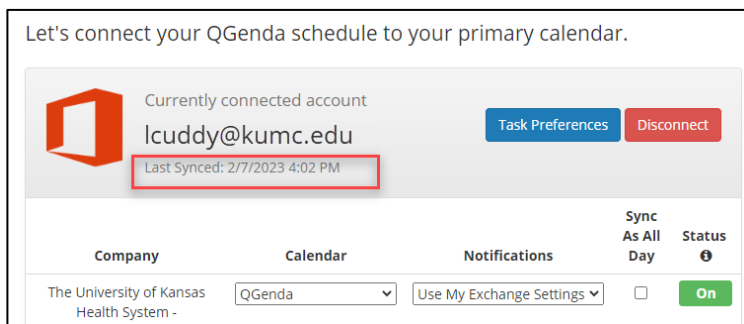 Let's connect your QGenda schedule to your primary calendar.
Currently connected account
lcuddy@kumc.edu
Last Synced: 2/7/2023 4:02 PM
Task Preferences
Disconnect
Company
Calendar
Notifications
Sync
As All
Day
Status
The University of Kansas
Health System -
QGenda
Use My Exchange Settings
On